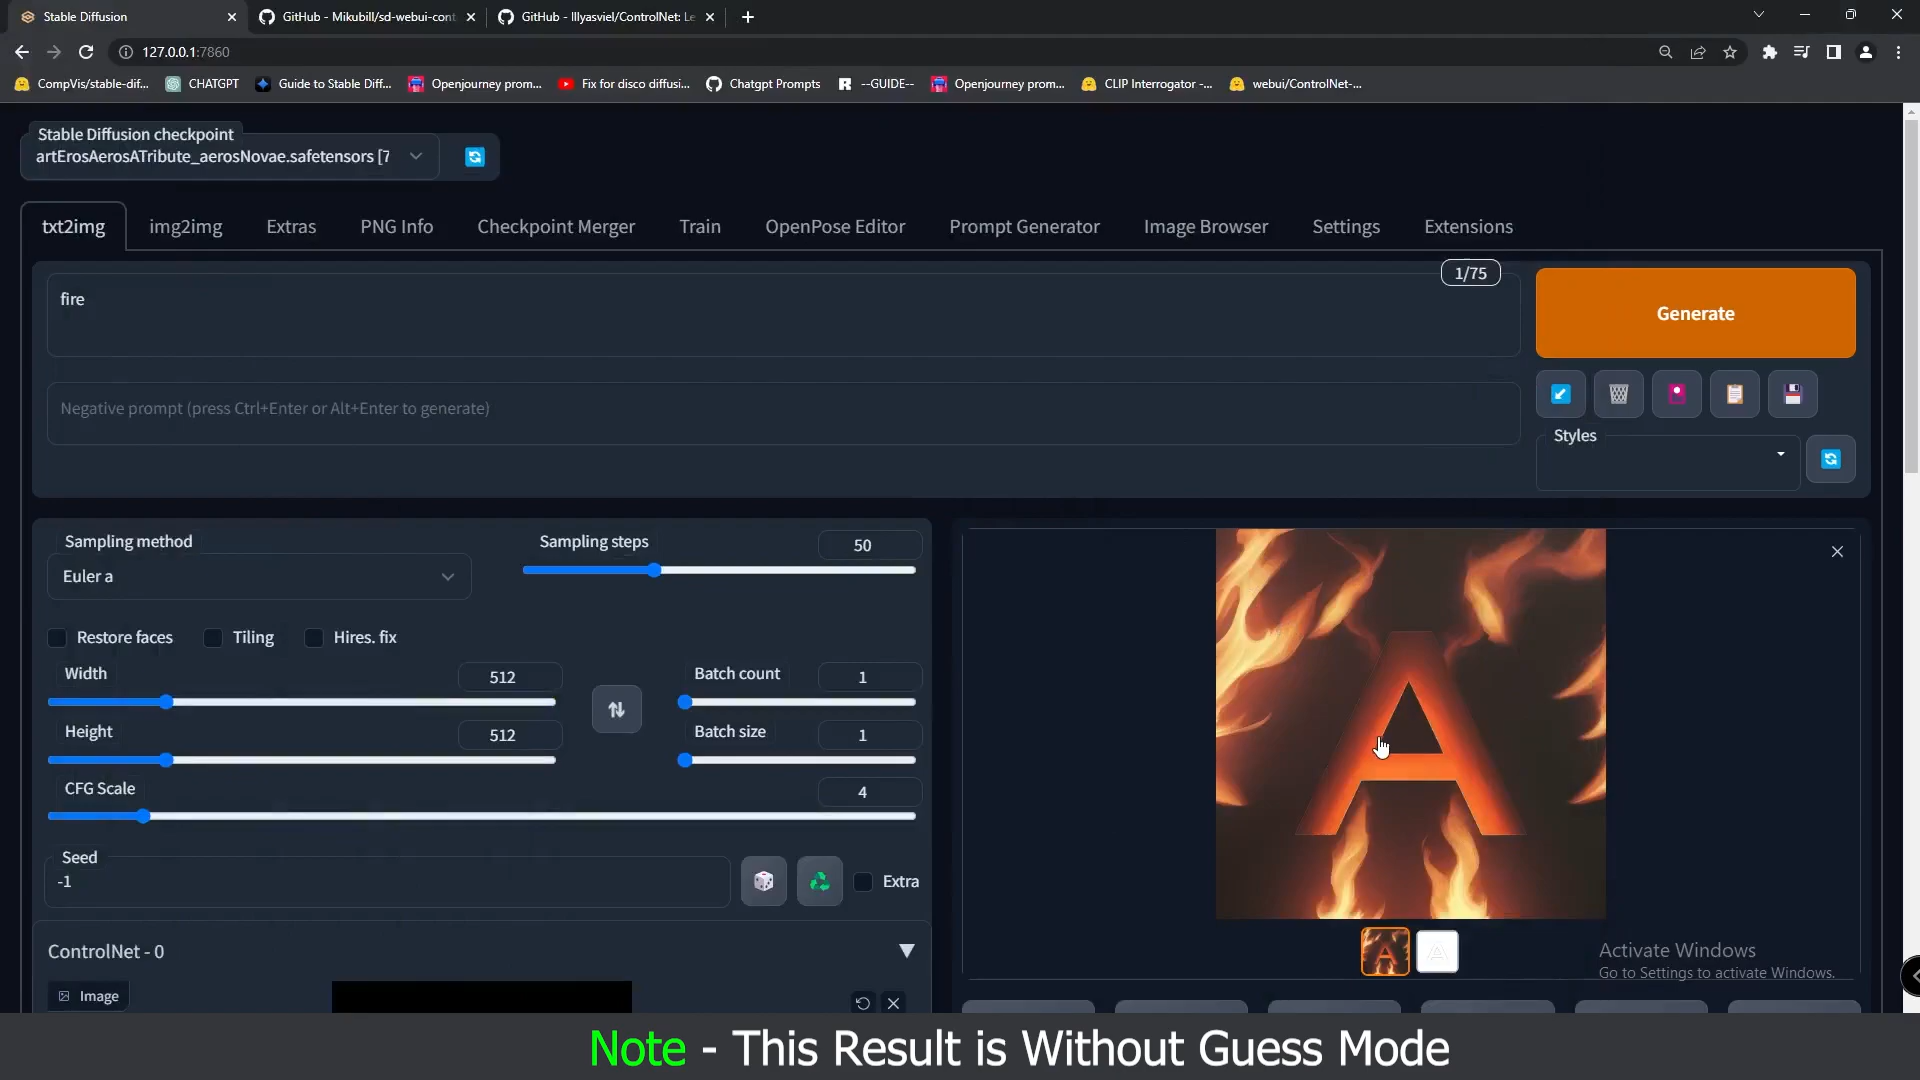 Stable Diffusion
GitHub - Mikubill/sd-webui-cont
GitHub - lllyasviel/ControlNet: Le
127.0.0.1:7860
CompVis/stable-dif...
CHATGPT
Guide to Stable Diff...
Openjourney prom...
Fix for disco diffusi...
Chatgpt Prompts
--GUIDE--
Openjourney prom...
CLIP Interrogator -...
webui/ControlNet-...
Stable Diffusion checkpoint
artErosAerosATribute_aerosNovae.safetensors [7
txt2img
img2img
Extras
PNG Info
Checkpoint Merger
Train
OpenPose Editor
Prompt Generator
Image Browser
Settings
Extensions
1/75
fire
Generate
Negative prompt (press Ctrl+Enter or Alt+Enter to generate)
Styles
Sampling method
Euler a
Sampling steps
50
Restore faces
Tiling
Hires. fix
Width
512
Batch count
1
Height
512
Batch size
1
CFG Scale
4
Seed
-1
Extra
A
ControlNet - 0
Image
Activate Windows
Go to Settings to activate Windows.
Note - This Result is Without Guess Mode